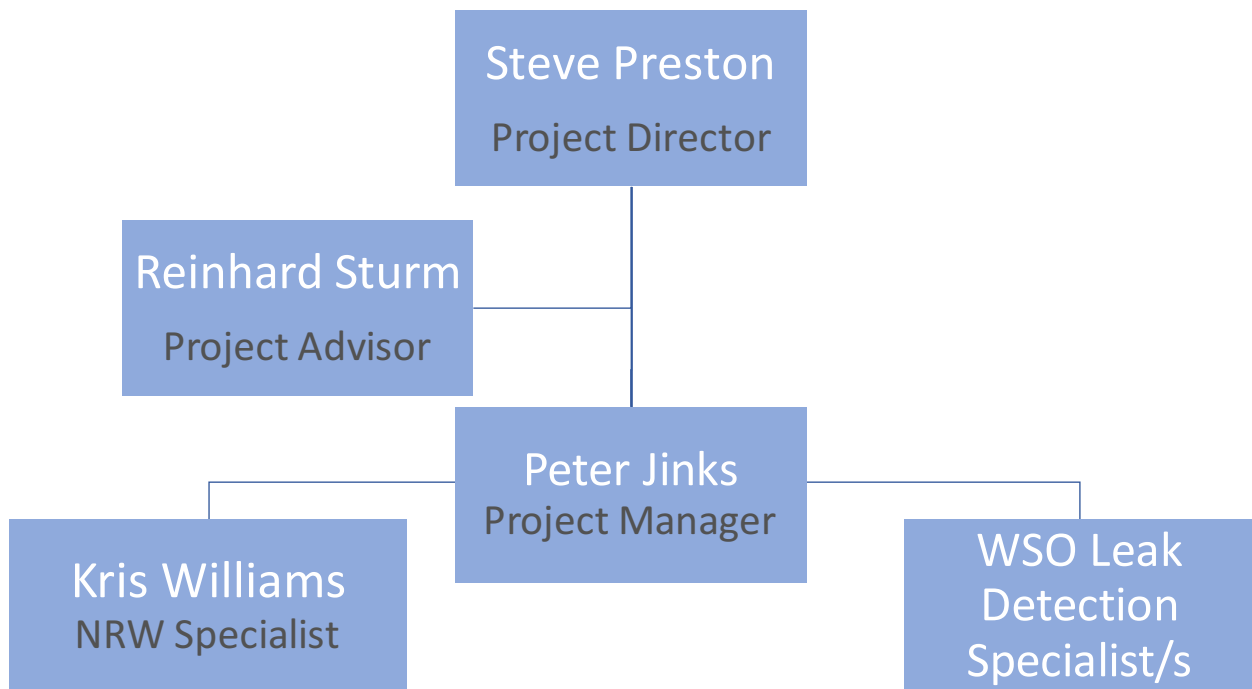 Steve Preston
Project Director
Reinhard Sturm
Project Advisor
Peter Jinks
Project Manager
Kris Williams
NRW Specialist
WSO Leak
Detection
Specialist/s